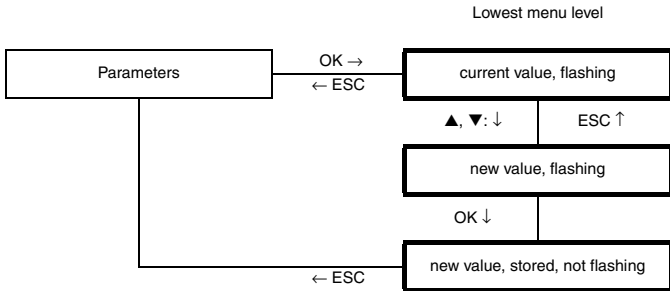 Lowest menu level
OK →
Parameters
current value, flashing
← ESC
▲, ▼: ↓
ESC ↑
new value, flashing
OK ↓
new value, stored, not flashing
← ESC